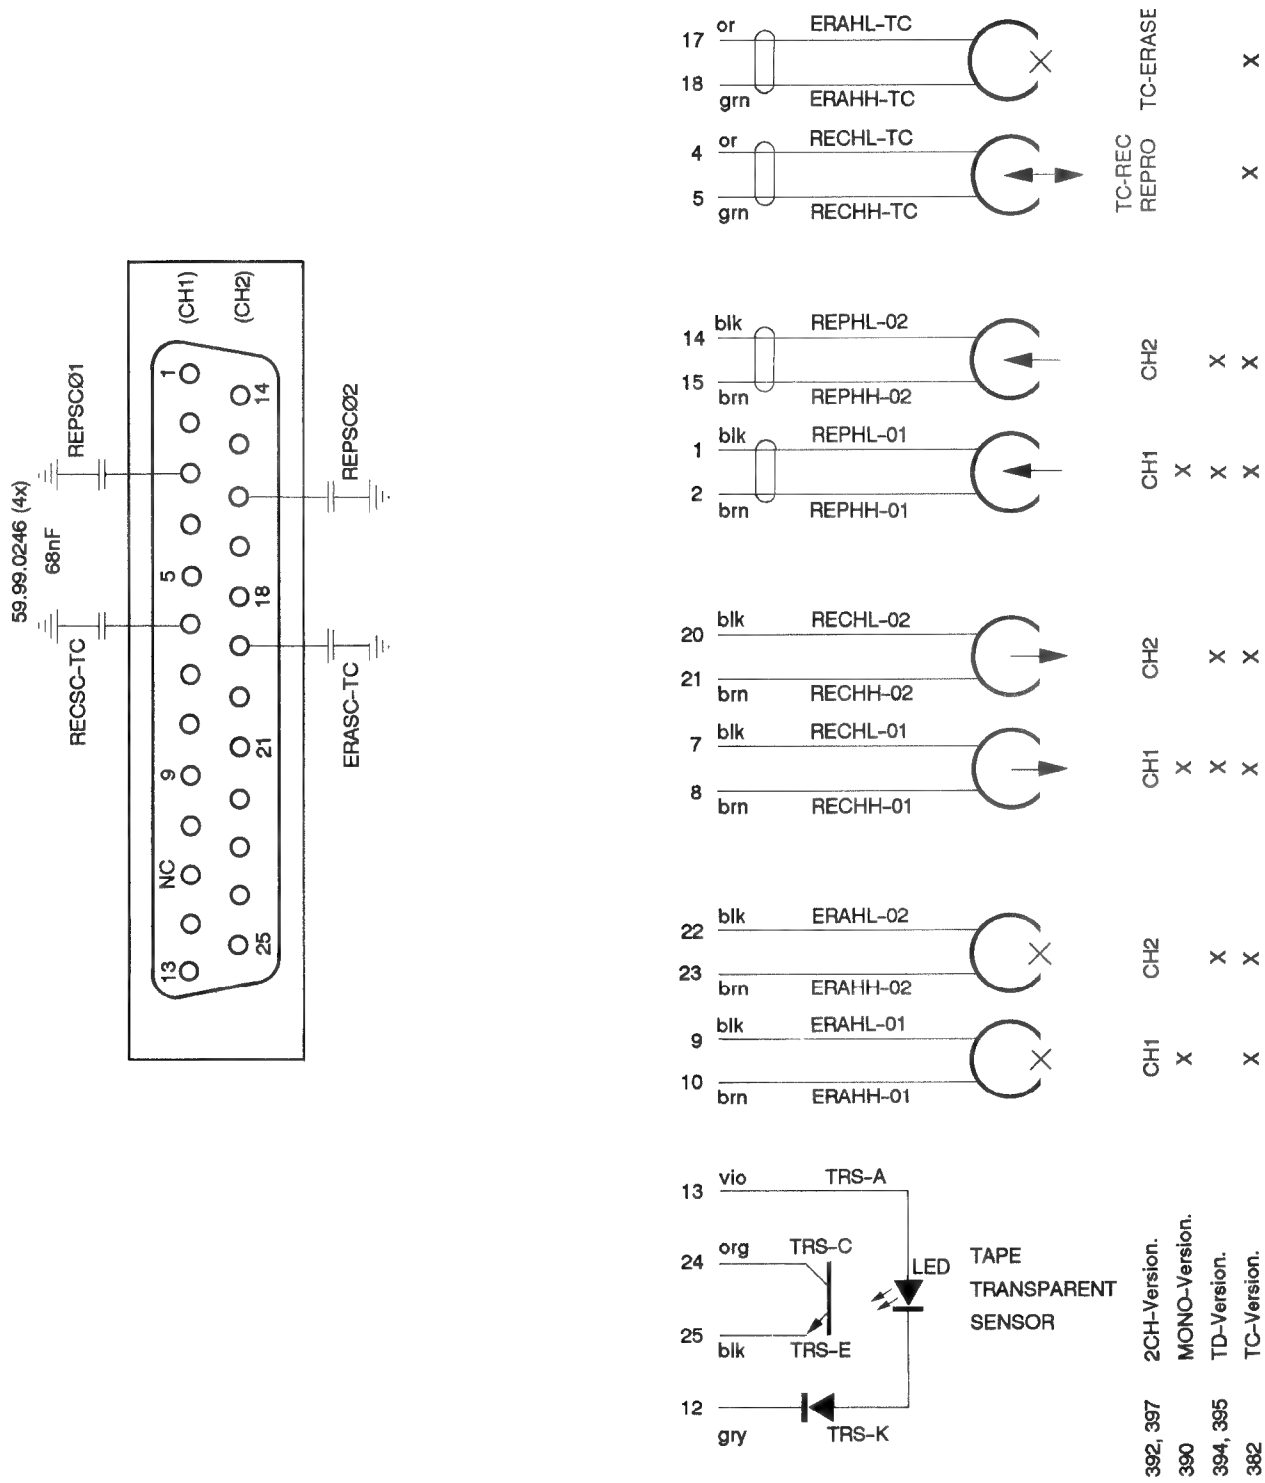 59.99.0246 (4x)
68nF
REPSCØ1
RECSC-TC
(CH1)
(CH2)
1
5
9
NC
13
14
18
21
25
REPSCØ2
ERASC-TC
17 or ERAHL-TC
18 grn ERAHH-TC
TC-ERASE X
4 or RECHL-TC
5 grn RECHH-TC
TC-REC
REPRO X
14 blk REPHL-02
15 brn REPHH-02
CH2 X X
1 blk REPHL-01
2 brn REPHH-01
CH1 X X X
20 blk RECHL-02
21 brn RECHH-02
CH2 X X
7 blk RECHL-01
8 brn RECHH-01
CH1 X X X
22 blk ERAHL-02
23 brn ERAHH-02
CH2 X X
9 blk ERAHL-01
10 brn ERAHH-01
CH1 X X
13 vio TRS-A
24 org TRS-C
25 blk TRS-E
12 gry TRS-K
LED
TAPE
TRANSPARENT
SENSOR
392, 397 2CH-Version.
390 MONO-Version.
394, 395 TD-Version.
382 TC-Version.